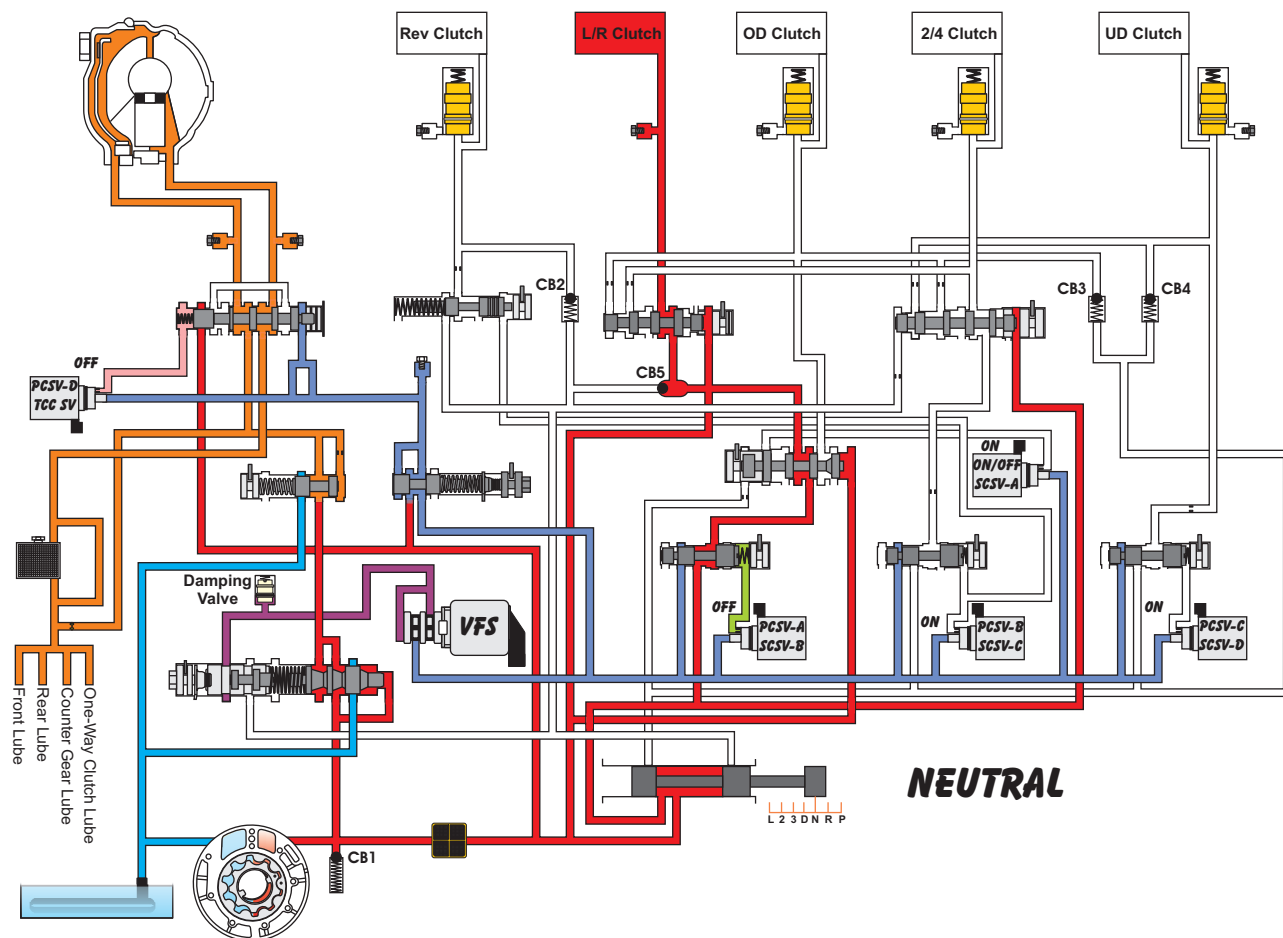 Rev Clutch
L/R Clutch
OD Clutch
2/4 Clutch
UD Clutch
CB2
CB3
CB4
CB5
OFF
PCSV-D
TCC SV
ON
ON/OFF
SCSV-A
Damping
Valve
VFS
OFF
PCSV-A
SCSV-B
ON
PCSV-B
SCSV-C
ON
PCSV-C
SCSV-D
Front Lube
Rear Lube
Counter Gear Lube
One-Way Clutch Lube
NEUTRAL
L 2 3 D N R P
CB1